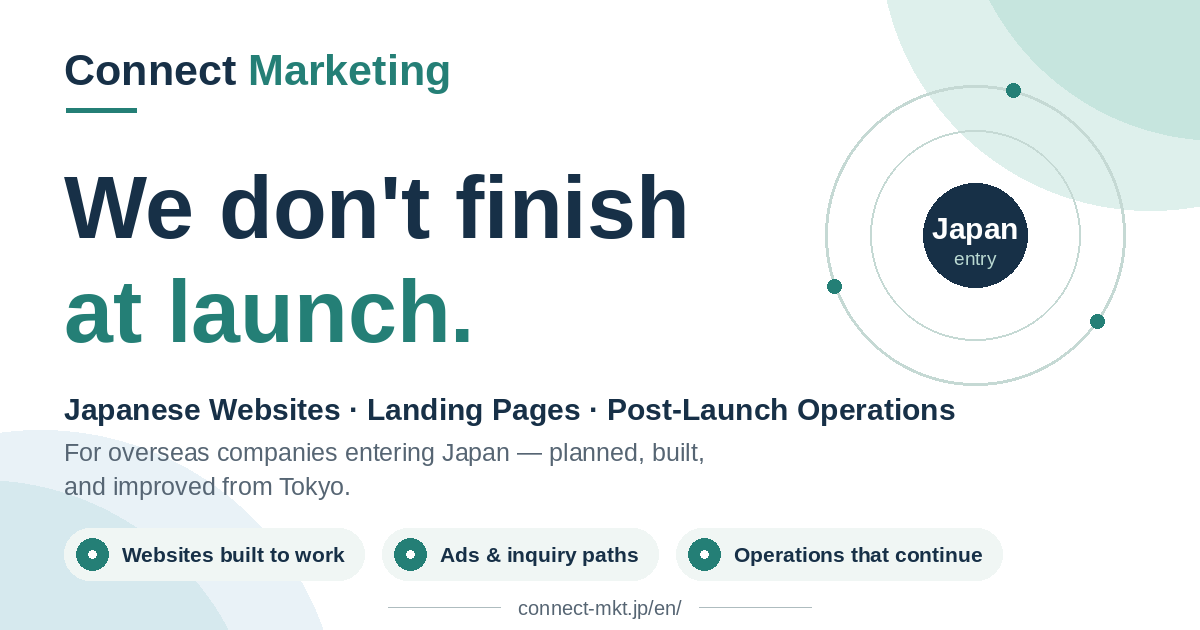 Connect Marketing
We don't finish
at launch.
Japan
entry
Japanese Websites · Landing Pages · Post-Launch Operations
For overseas companies entering Japan — planned, built,
and improved from Tokyo.
Websites built to work
Ads & inquiry paths
Operations that continue
connect-mkt.jp/en/